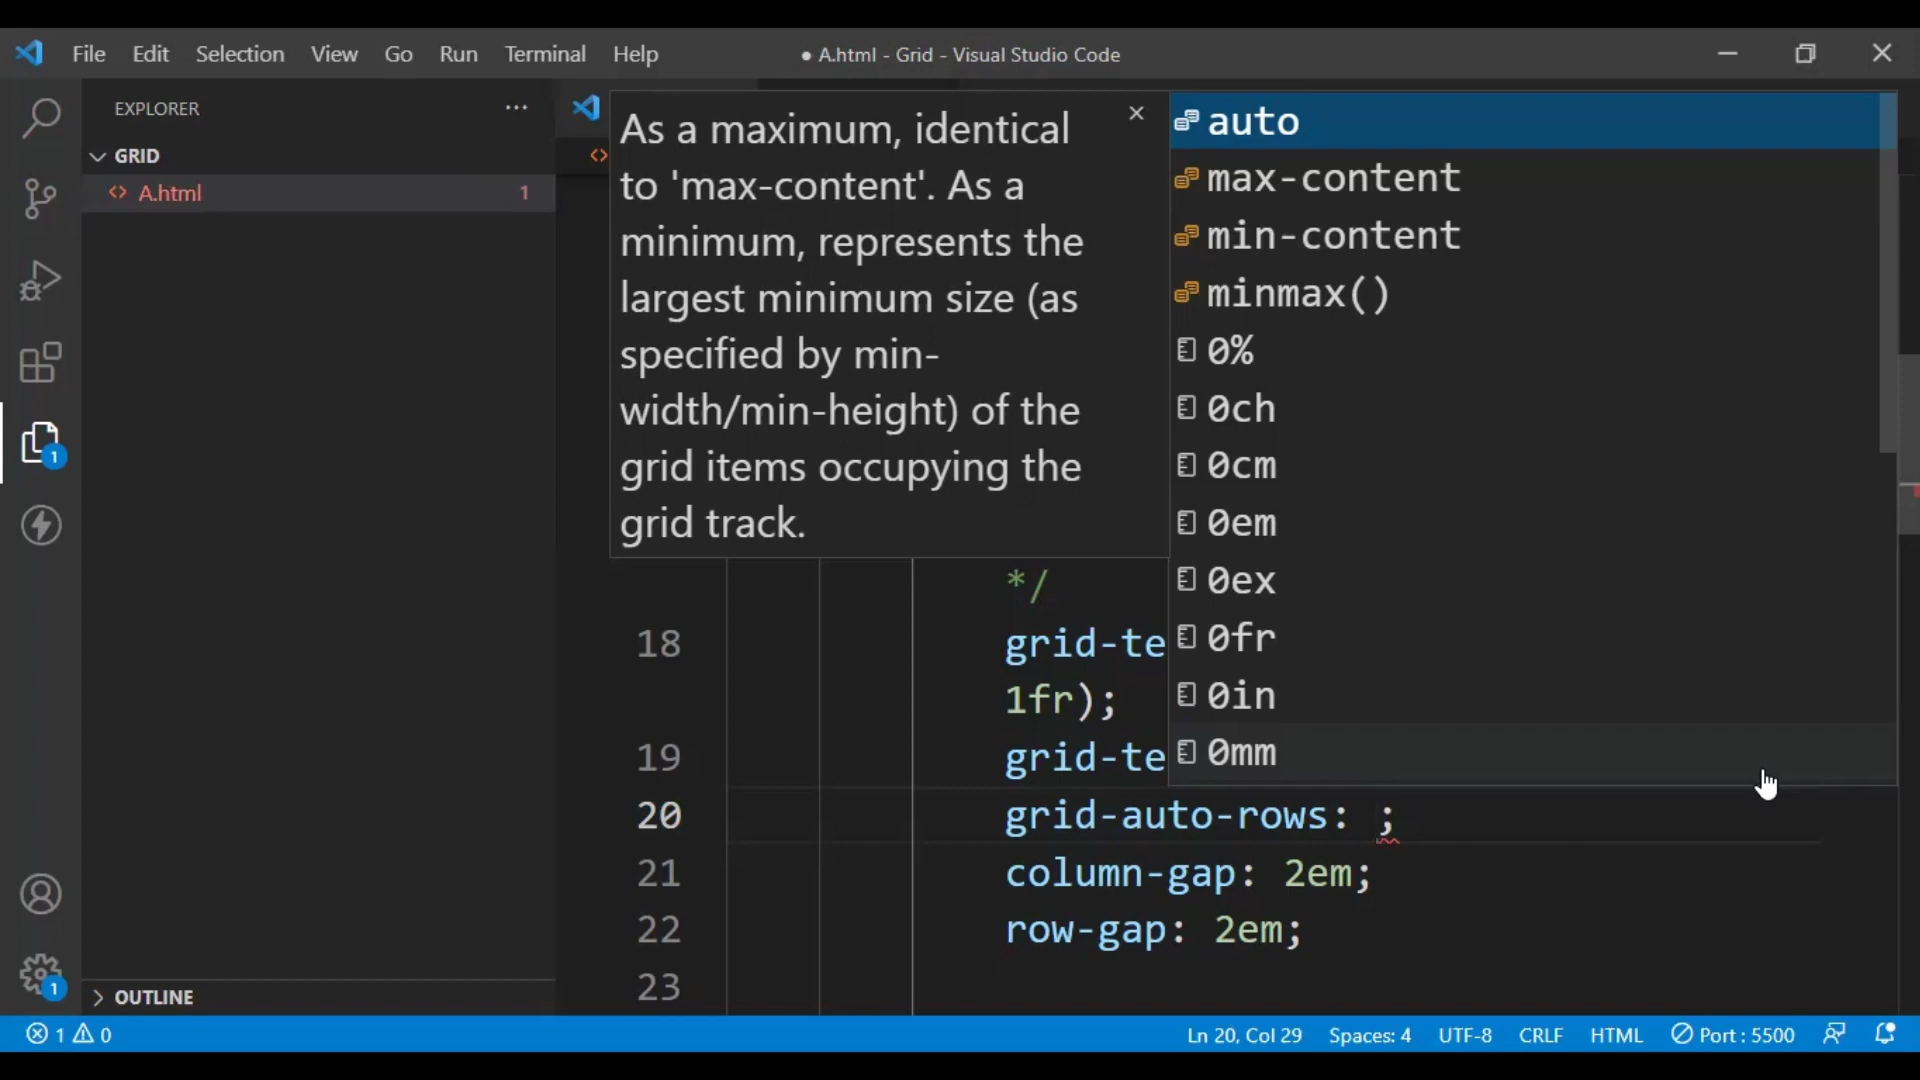 File Edit Selection View Go Run Terminal Help
● A.html - Grid - Visual Studio Code
EXPLORER
GRID
<> A.html 1
As a maximum, identical
to 'max-content'. As a
minimum, represents the
largest minimum size (as
specified by min-
width/min-height) of the
grid items occupying the
grid track.
auto
max-content
min-content
minmax()
0%
0ch
0cm
0em
0ex
0fr
0in
0mm
*/
18 grid-te
1fr);
19 grid-te
20 grid-auto-rows: ;
21 column-gap: 2em;
22 row-gap: 2em;
23
1
1
OUTLINE
1 0
Ln 20, Col 29 Spaces: 4 UTF-8 CRLF HTML Port : 5500